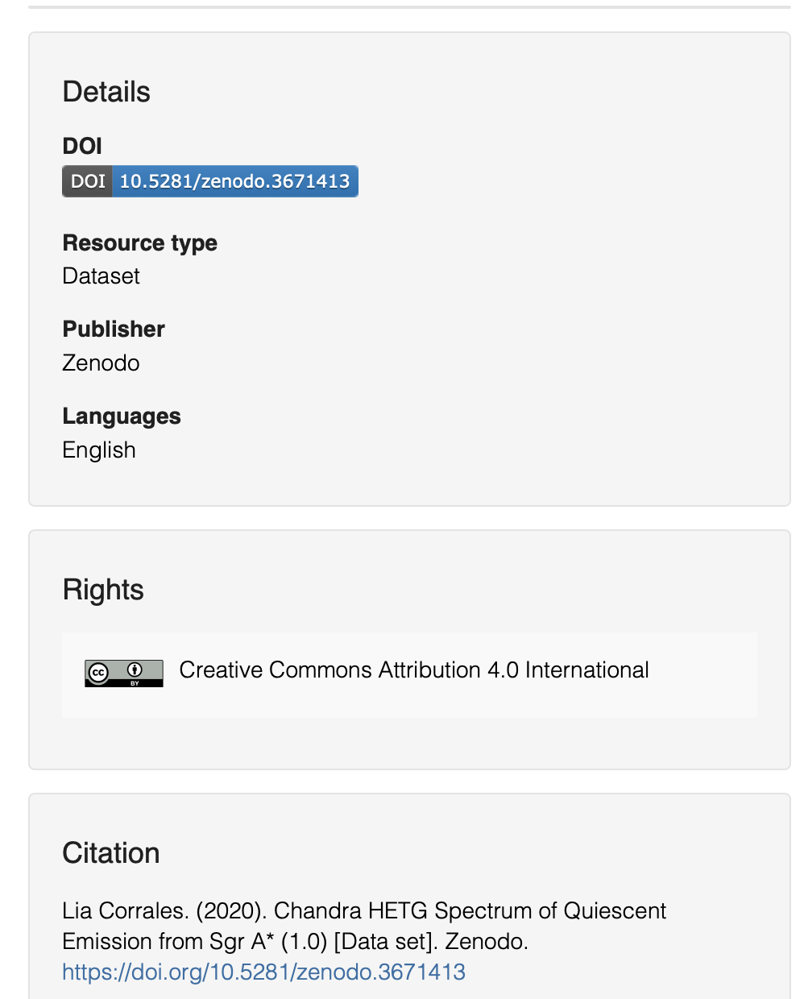 Details
DOI
DOI 10.5281/zenodo.3671413
Resource type
Dataset
Publisher
Zenodo
Languages
English
Rights
cc BY Creative Commons Attribution 4.0 International
Citation
Lia Corrales. (2020). Chandra HETG Spectrum of Quiescent
Emission from Sgr A* (1.0) [Data set]. Zenodo.
https://doi.org/10.5281/zenodo.3671413